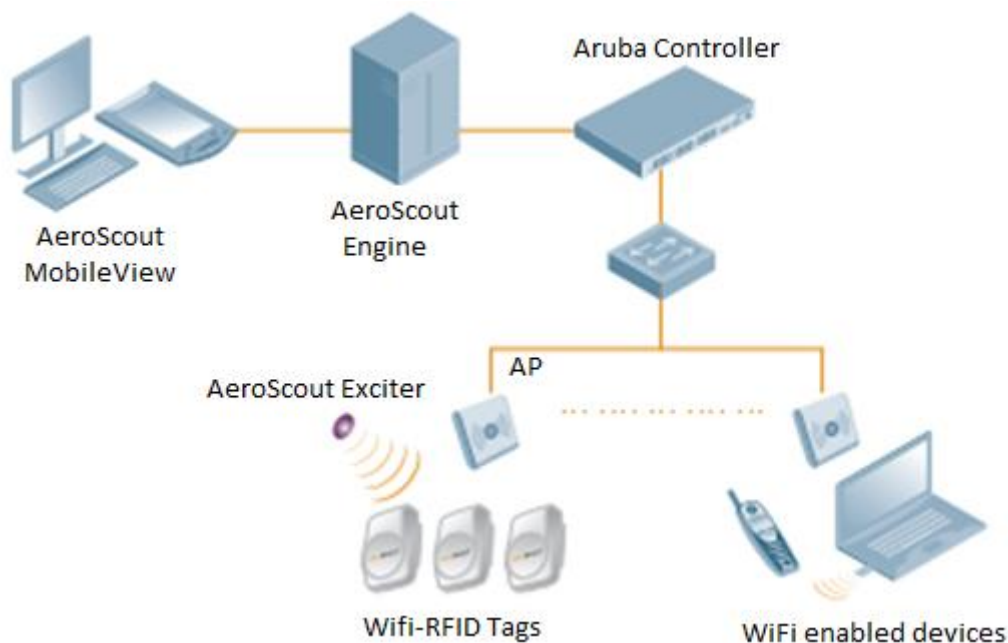 Aruba Controller
AeroScout
MobileView
AeroScout
Engine
AP
AeroScout Exciter
Wifi-RFID Tags
WiFi enabled devices